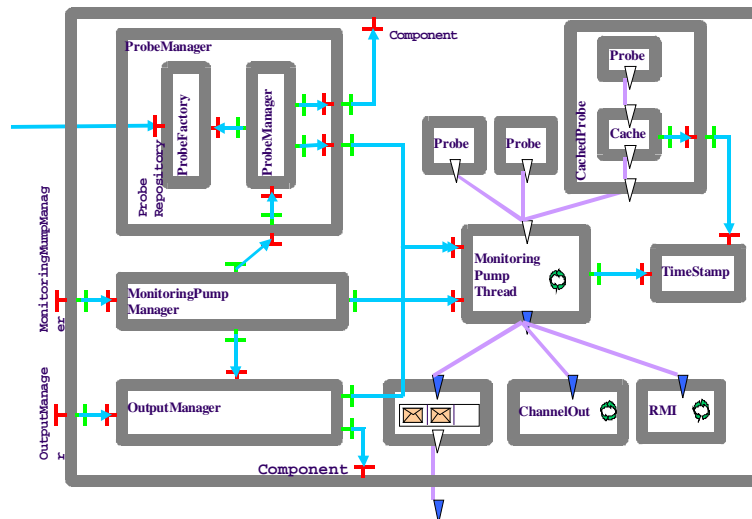 Component
ProbeManager
Probe
ProbeFactory
ProbeManager
CachedProbe
Cache
Probe
Probe
Probe
Repository
MonitoringMumpManag
er
Monitoring
Pump
Thread
TimeStamp
MonitoringPump
Manager
OutputManage
r
OutputManager
ChannelOut
RMI
Component